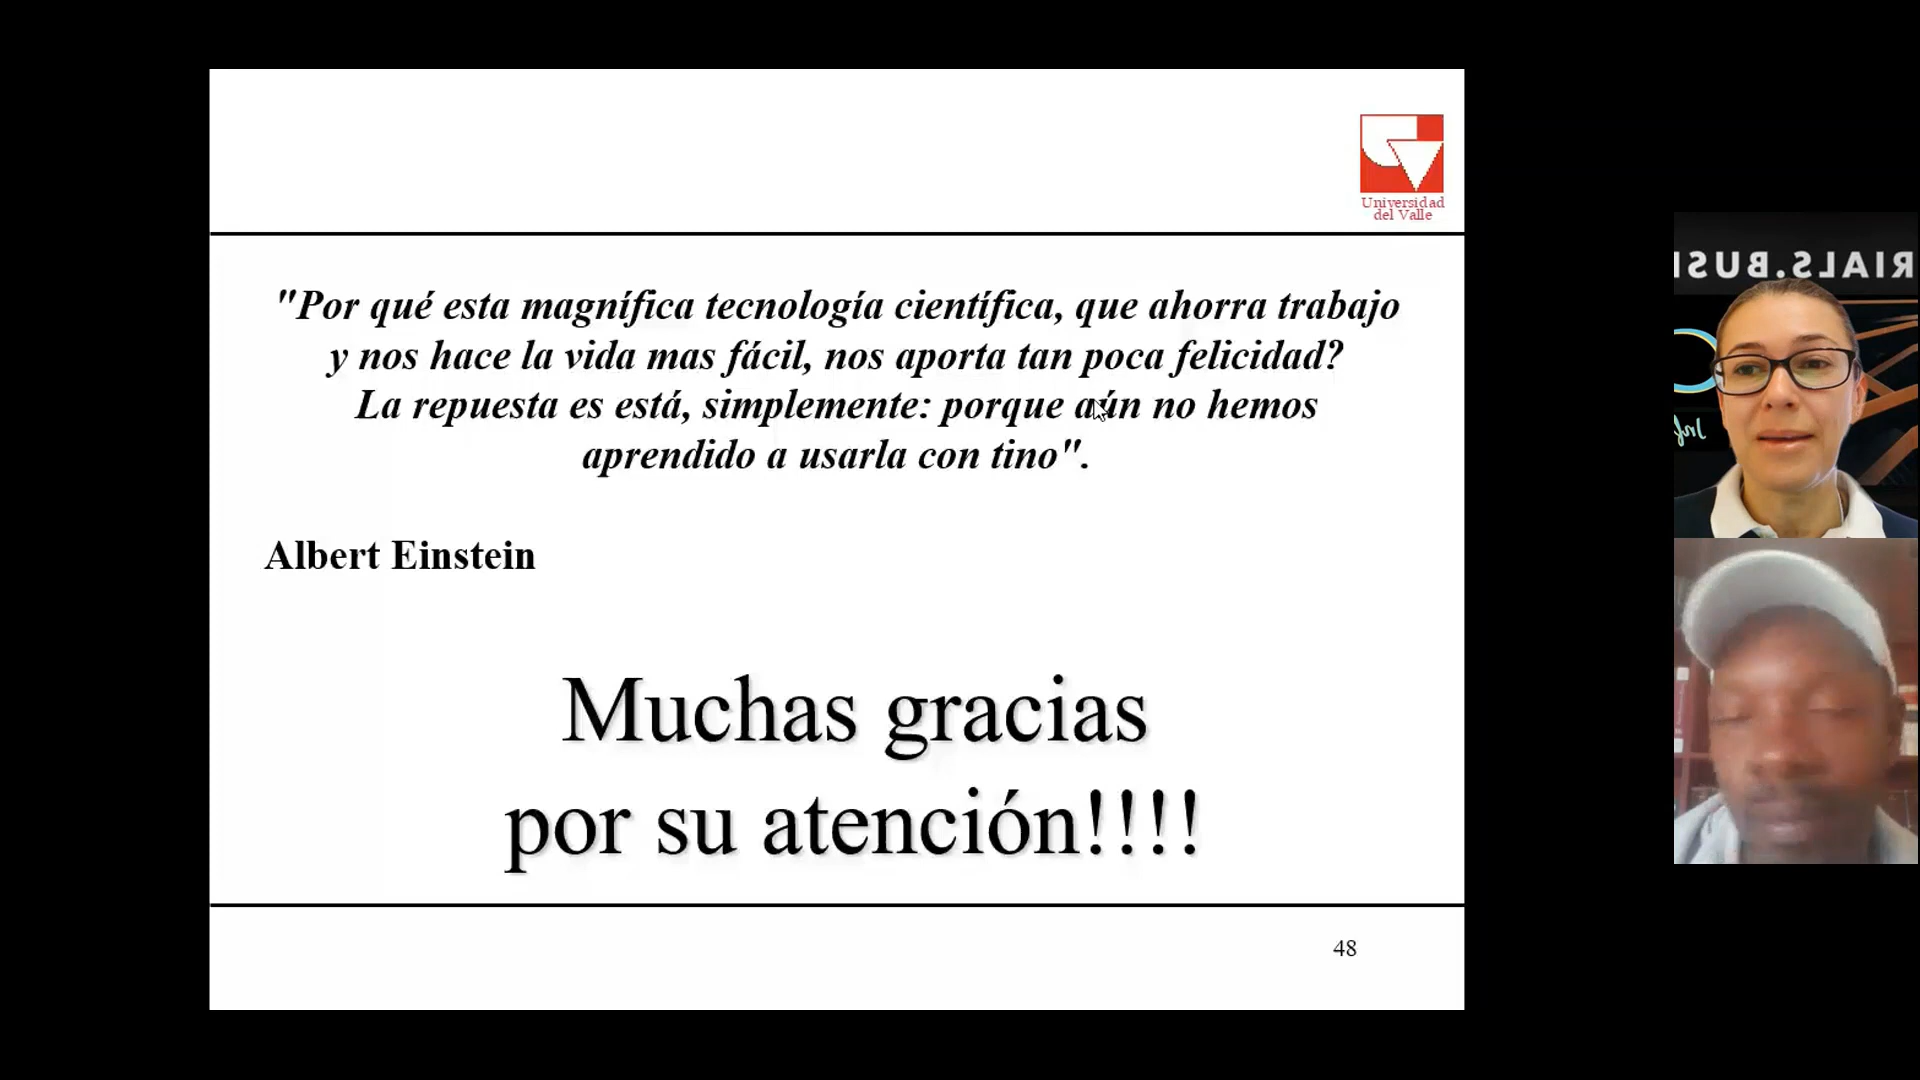 Universidad
del Valle
"Por qué esta magnífica tecnología científica, que ahorra trabajo
y nos hace la vida mas fácil, nos aporta tan poca felicidad?
La repuesta es está, simplemente: porque aún no hemos
aprendido a usarla con tino".
Albert Einstein
Muchas gracias
por su atención!!!!
48
RIALS.BUSI